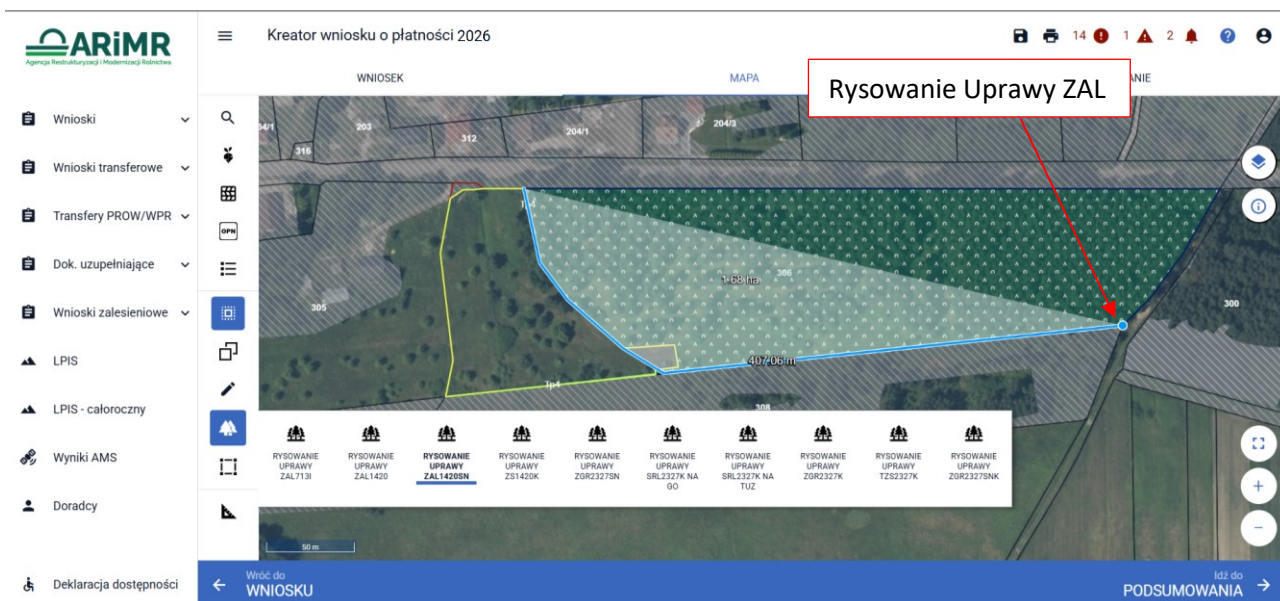 ARiMR
Agencja Restrukturyzacji i Modernizacji Rolnictwa
Kreator wniosku o płatności 2026
14
1
2
WNIOSEK
MAPA
NIE
Rysowanie Uprawy ZAL
Wnioski
Wnioski transferowe
Transfery PROW/WPR
Dok. uzupełniające
Wnioski zalesieniowe
LPIS
LPIS - całoroczny
Wyniki AMS
Doradcy
Deklaracja dostępności
OPN
203
312
204/1
204/3
316
305
306
1.68 ha
300
407.06 m
Tp4
308
RYSOWANIE
UPRAWY
ZAL713I
RYSOWANIE
UPRAWY
ZAL1420
RYSOWANIE
UPRAWY
ZAL1420SN
RYSOWANIE
UPRAWY
ZS1420K
RYSOWANIE
UPRAWY
ZGR2327SN
RYSOWANIE
UPRAWY
SRL2327K NA
GO
RYSOWANIE
UPRAWY
SRL2327K NA
TUZ
RYSOWANIE
UPRAWY
ZGR2327K
RYSOWANIE
UPRAWY
TZS2327K
RYSOWANIE
UPRAWY
ZGR2327SNK
50 m
Wróć do
WNIOSKU
Idź do
PODSUMOWANIA